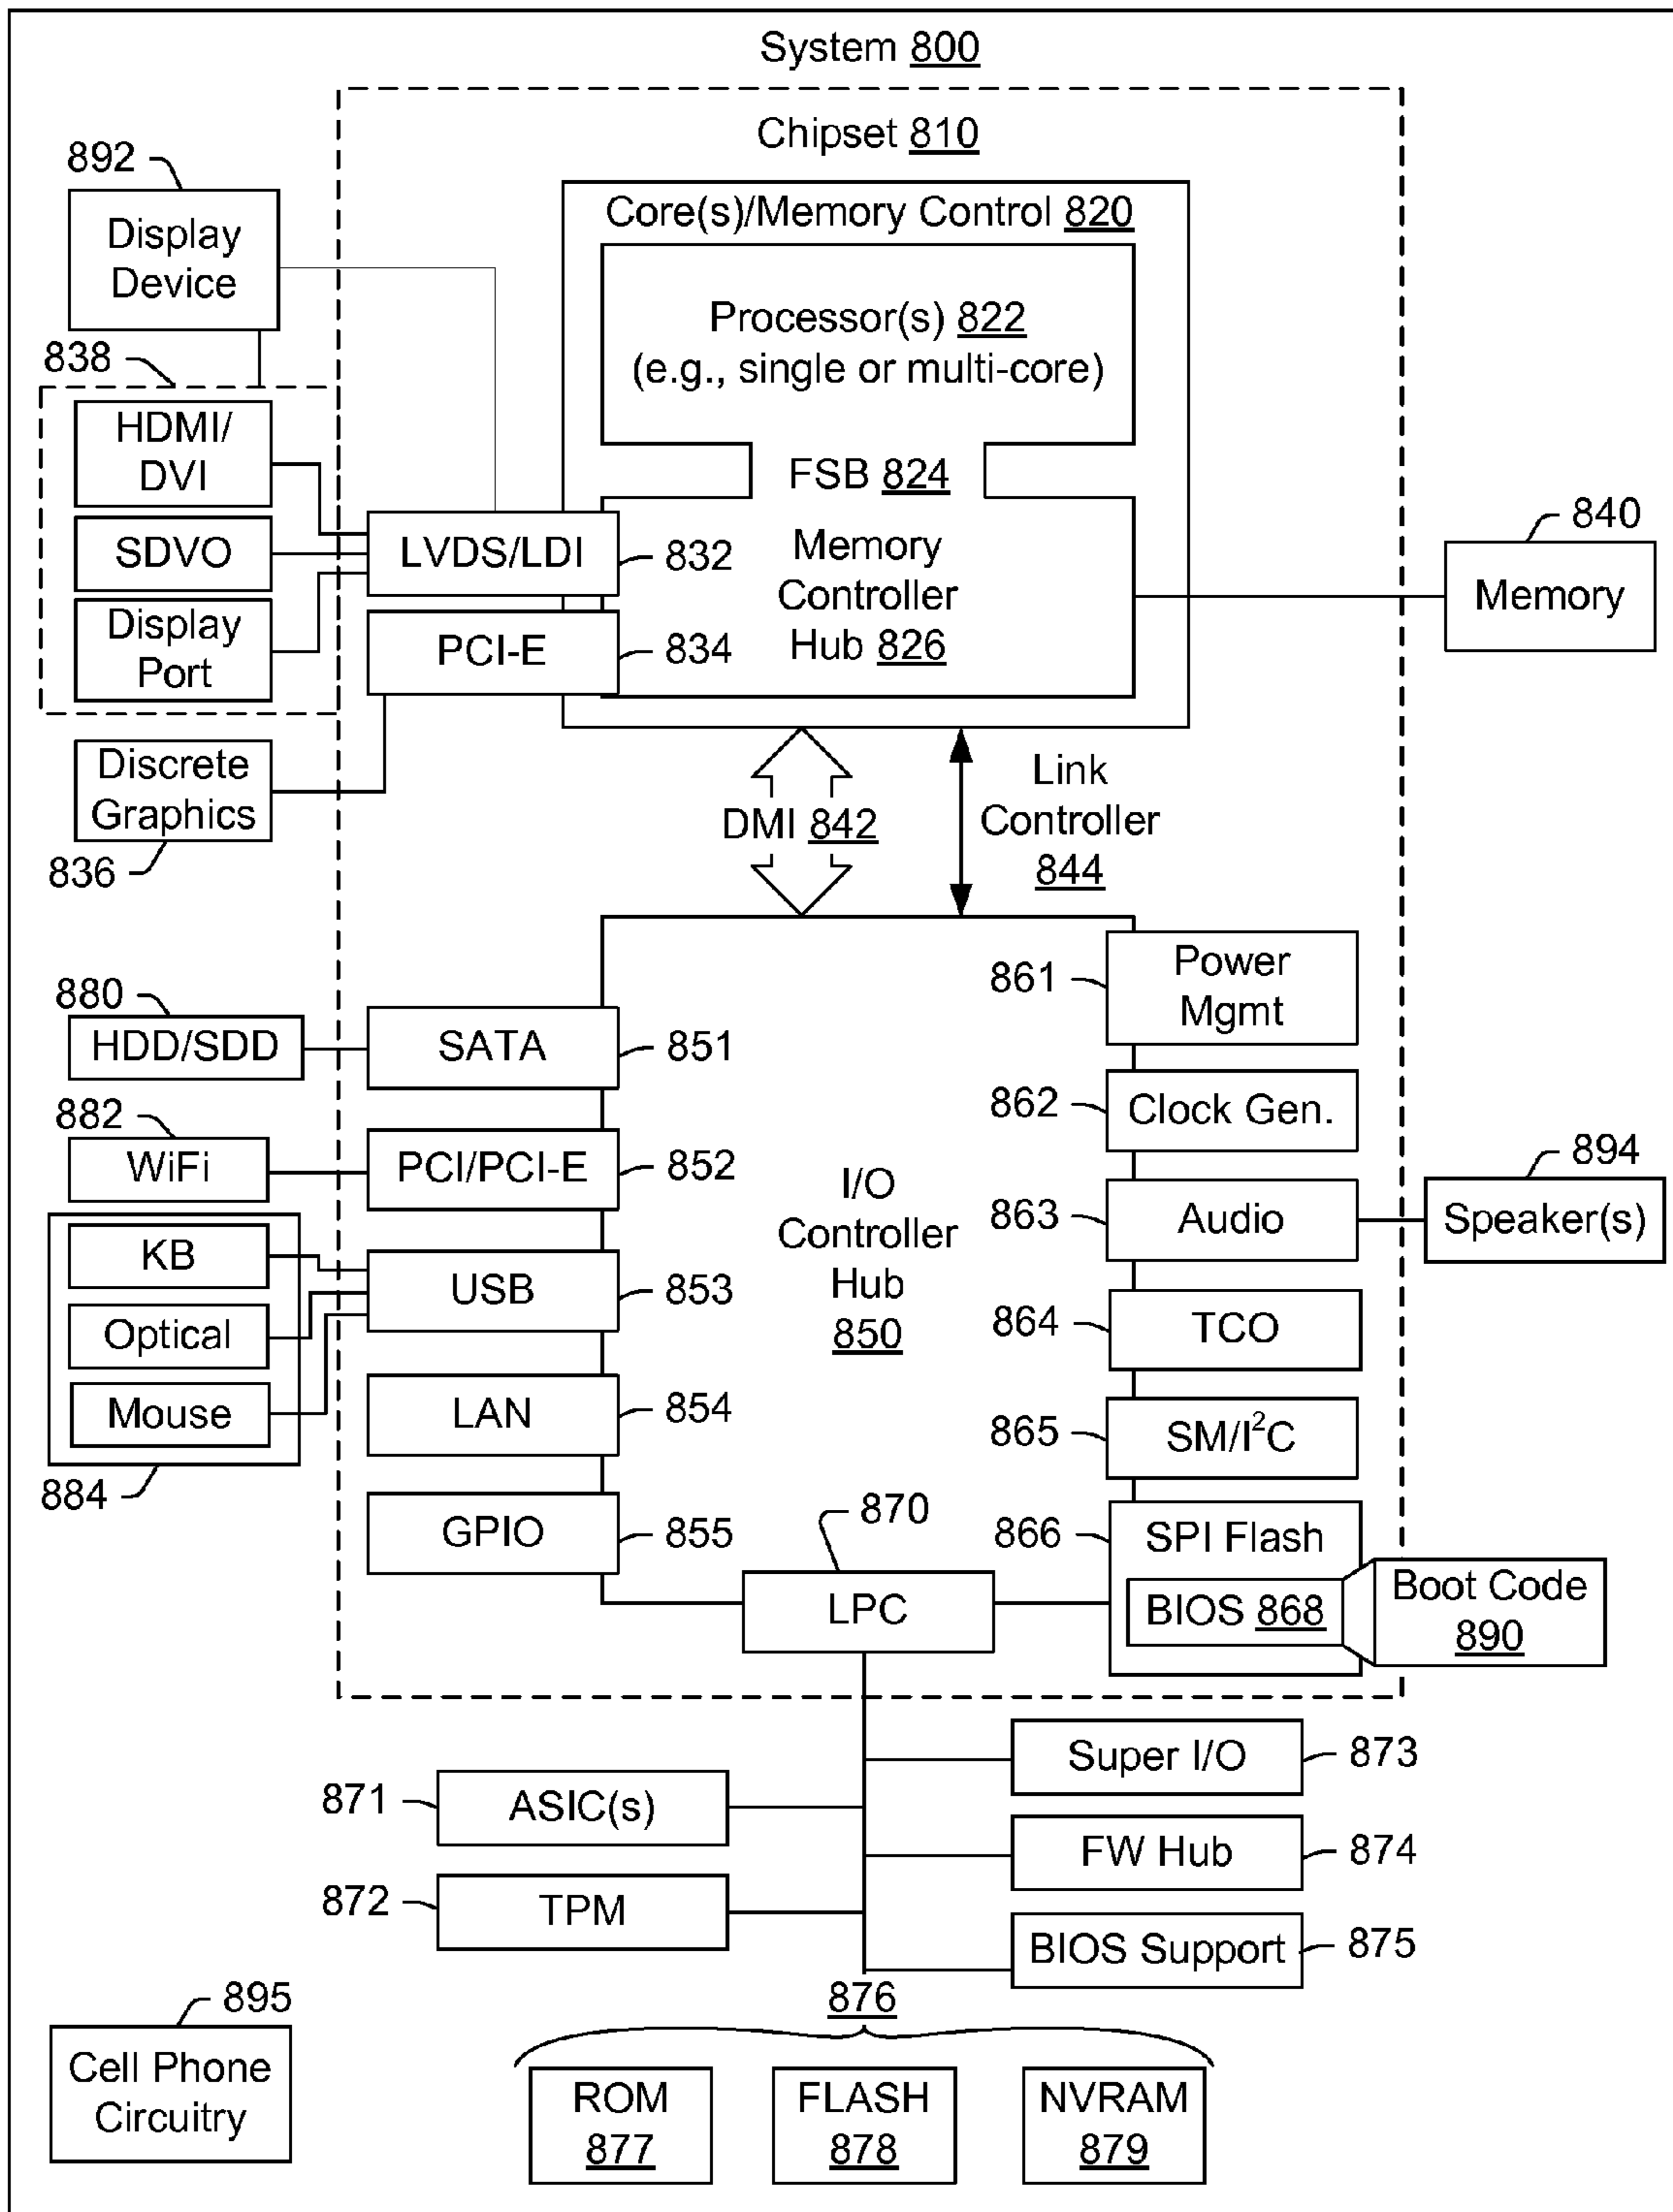 System 800
Chipset 810
892
Display
Device
Core(s)/Memory Control 820
Processor(s) 822
(e.g., single or multi-core)
838
HDMI/
DVI
SDVO
Display
Port
FSB 824
LVDS/LDI
832
PCI-E
834
Memory
Controller
Hub 826
840
Memory
Discrete
Graphics
836
DMI 842
Link
Controller
844
880
HDD/SDD
SATA
851
882
WiFi
PCI/PCI-E
852
KB
Optical
Mouse
884
USB
853
LAN
854
GPIO
855
I/O
Controller
Hub
850
861
Power
Mgmt
862
Clock Gen.
863
Audio
894
Speaker(s)
864
TCO
865
SM/I²C
866
SPI Flash
BIOS 868
Boot Code
890
870
LPC
871
ASIC(s)
872
TPM
Super I/O
873
FW Hub
874
BIOS Support
875
876
895
Cell Phone
Circuitry
ROM
877
FLASH
878
NVRAM
879